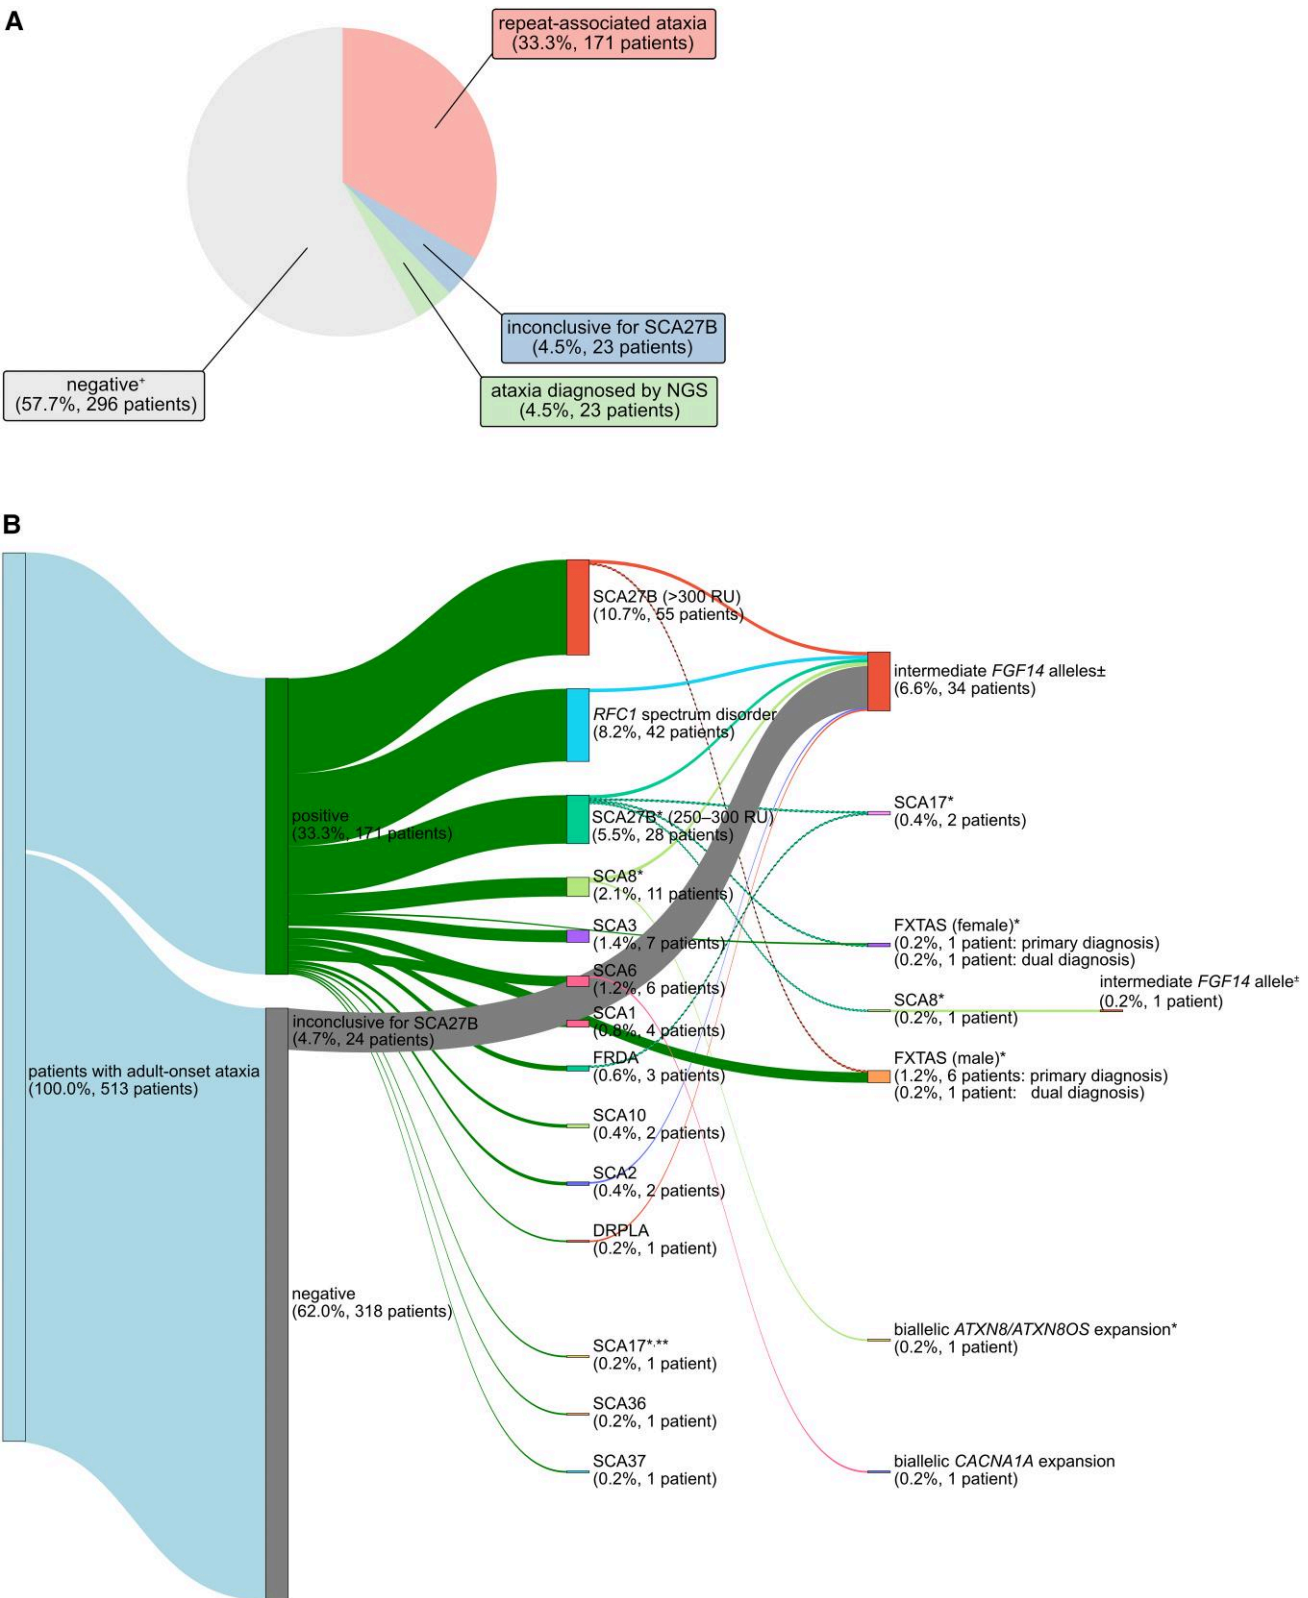 A
repeat-associated ataxia
(33.3%, 171 patients)
inconclusive for SCA27B
(4.5%, 23 patients)
negative⁺
(57.7%, 296 patients)
ataxia diagnosed by NGS
(4.5%, 23 patients)
B
patients with adult-onset ataxia
(100.0%, 513 patients)
positive
(33.3%, 171 patients)
inconclusive for SCA27B
(4.7%, 24 patients)
negative
(62.0%, 318 patients)
SCA27B (>300 RU)
(10.7%, 55 patients)
RFC1 spectrum disorder
(8.2%, 42 patients)
SCA27B* (250–300 RU)
(5.5%, 28 patients)
SCA8*
(2.1%, 11 patients)
SCA3
(1.4%, 7 patients)
SCA6
(1.2%, 6 patients)
SCA1
(0.8%, 4 patients)
FRDA
(0.6%, 3 patients)
SCA10
(0.4%, 2 patients)
SCA2
(0.4%, 2 patients)
DRPLA
(0.2%, 1 patient)
SCA17*,**
(0.2%, 1 patient)
SCA36
(0.2%, 1 patient)
SCA37
(0.2%, 1 patient)
intermediate FGF14 alleles±
(6.6%, 34 patients)
SCA17*
(0.4%, 2 patients)
FXTAS (female)*
(0.2%, 1 patient: primary diagnosis)
(0.2%, 1 patient: dual diagnosis)
SCA8*
(0.2%, 1 patient)
intermediate FGF14 allele±
(0.2%, 1 patient)
FXTAS (male)*
(1.2%, 6 patients: primary diagnosis)
(0.2%, 1 patient: dual diagnosis)
biallelic ATXN8/ATXN8OS expansion*
(0.2%, 1 patient)
biallelic CACNA1A expansion
(0.2%, 1 patient)